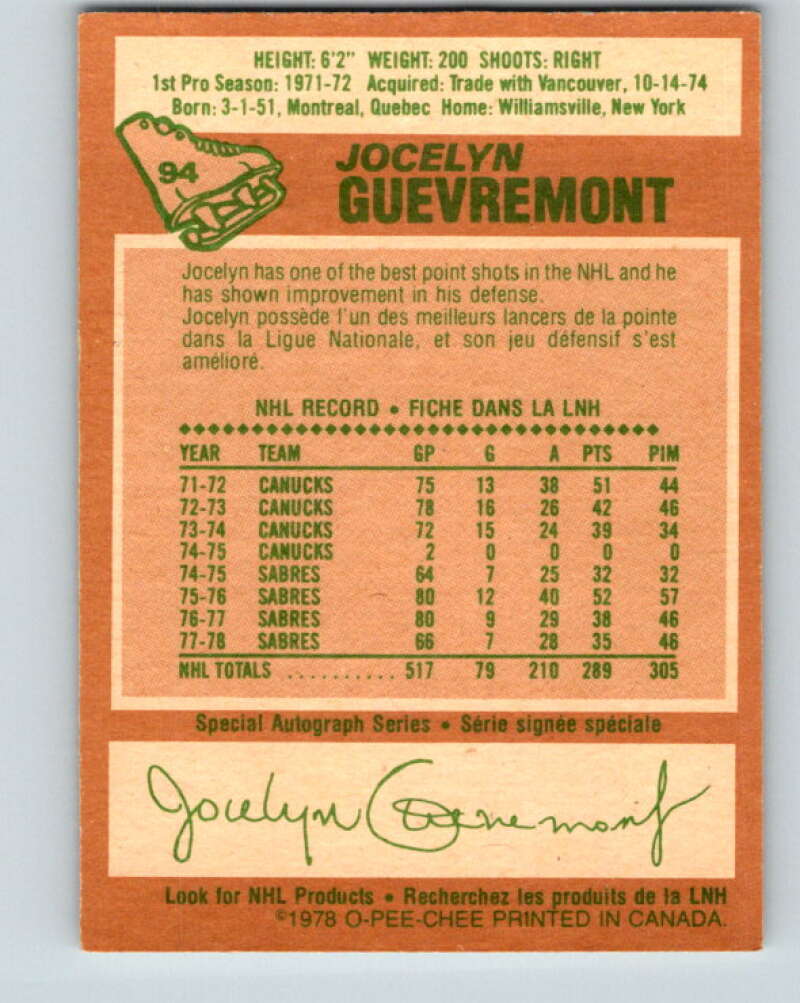 HEIGHT: 6'2" WEIGHT: 200 SHOOTS: RIGHT
1st Pro Season: 1971-72 Acquired: Trade with Vancouver, 10-14-74
Born: 3-1-51, Montreal, Quebec Home: Williamsville, New York
94
JOCELYN
GUEVREMONT
Jocelyn has one of the best point shots in the NHL and he
has shown improvement in his defense.
Jocelyn possède l'un des meilleurs lancers de la pointe
dans la Ligue Nationale, et son jeu défensif s'est
amélioré.
NHL RECORD • FICHE DANS LA LNH
YEAR TEAM GP G A PTS PIM
71-72 CANUCKS 75 13 38 51 44
72-73 CANUCKS 78 16 26 42 46
73-74 CANUCKS 72 15 24 39 34
74-75 CANUCKS 2 0 0 0 0
74-75 SABRES 64 7 25 32 32
75-76 SABRES 80 12 40 52 57
76-77 SABRES 80 9 29 38 46
77-78 SABRES 66 7 28 35 46
NHL TOTALS .......... 517 79 210 289 305
Special Autograph Series • Série signée spéciale
Jocelyn Guevremont
Look for NHL Products • Recherchez les produits de la LNH
©1978 O-PEE-CHEE PRINTED IN CANADA.